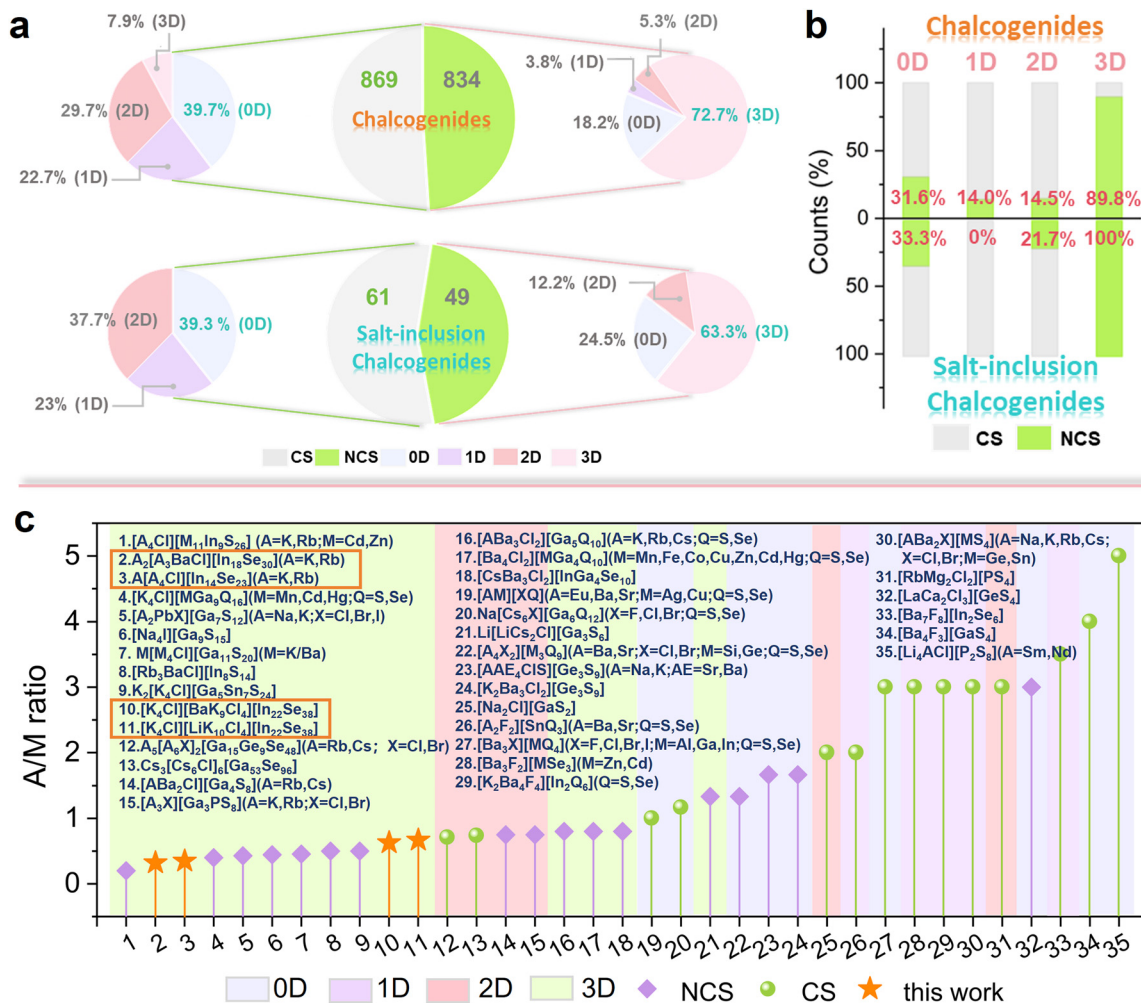 a
7.9% (3D)
29.7% (2D)
39.7% (0D)
22.7% (1D)
869
834
Chalcogenides
5.3% (2D)
3.8% (1D)
18.2% (0D)
72.7% (3D)
37.7% (2D)
39.3 % (0D)
23% (1D)
61
49
Salt-inclusion
Chalcogenides
12.2% (2D)
24.5% (0D)
63.3% (3D)
CS NCS 0D 1D 2D 3D
b
Chalcogenides
0D 1D 2D 3D
Counts (%)
100
50
0
50
100
31.6% 14.0% 14.5% 89.8%
33.3% 0% 21.7% 100%
Salt-inclusion
Chalcogenides
CS NCS
c
A/M ratio
5
4
3
2
1
0
1.[A₄Cl][M₁₁In₉S₂₆] (A=K,Rb;M=Cd,Zn)
2.A₂[A₃BaCl][In₁₈Se₃₀](A=K,Rb)
3.A[A₄Cl][In₁₄Se₂₃](A=K,Rb)
4.[K₄Cl][MGa₉Q₁₆](M=Mn,Cd,Hg;Q=S,Se)
5.[A₂PbX][Ga₇S₁₂](A=Na,K;X=Cl,Br,I)
6.[Na₄I][Ga₉S₁₅]
7. M[M₄Cl][Ga₁₁S₂₀](M=K/Ba)
8.[Rb₃BaCl][In₈S₁₄]
9.K₂[K₄Cl][Ga₅Sn₇S₂₄]
10.[K₄Cl][BaK₉Cl₄][In₂₂Se₃₈]
11.[K₄Cl][LiK₁₀Cl₄][In₂₂Se₃₈]
12.A₅[A₆X]₂[Ga₁₅Ge₉Se₄₈](A=Rb,Cs; X=Cl,Br)
13.Cs₃[Cs₆Cl]₆[Ga₅₃Se₉₆]
14.[ABa₂Cl][Ga₄S₈](A=Rb,Cs)
15.[A₃X][Ga₃PS₈](A=K,Rb;X=Cl,Br)
16.[ABa₃Cl₂][Ga₅Q₁₀](A=K,Rb,Cs;Q=S,Se)
17.[Ba₄Cl₂][MGa₄Q₁₀](M=Mn,Fe,Co,Cu,Zn,Cd,Hg;Q=S,Se)
18.[CsBa₃Cl₂][InGa₄Se₁₀]
19.[AM][XQ](A=Eu,Ba,Sr;M=Ag,Cu;Q=S,Se)
20.Na[Cs₆X][Ga₆Q₁₂](X=F,Cl,Br;Q=S,Se)
21.Li[LiCs₂Cl][Ga₃S₆]
22.[A₄X₂][M₃Q₉](A=Ba,Sr;X=Cl,Br;M=Si,Ge;Q=S,Se)
23.[AAE₄ClS][Ge₃S₉](A=Na,K;AE=Sr,Ba)
24.[K₂Ba₃Cl₂][Ge₃S₉]
25.[Na₂Cl][GaS₂]
26.[A₂F₂][SnQ₃](A=Ba,Sr;Q=S,Se)
27.[Ba₃X][MQ₄](X=F,Cl,Br,I;M=Al,Ga,In;Q=S,Se)
28.[Ba₃F₂][MSe₃](M=Zn,Cd)
29.[K₂Ba₄F₄][In₂Q₆](Q=S,Se)
30.[ABa₂X][MS₄](A=Na,K,Rb,Cs;
X=Cl,Br;M=Ge,Sn)
31.[RbMg₂Cl₂][PS₄]
32.[LaCa₂Cl₃][GeS₄]
33.[Ba₇F₈][In₂Se₆]
34.[Ba₄F₃][GaS₄]
35.[Li₄ACl][P₂S₈](A=Sm,Nd)
1 2 3 4 5 6 7 8 9 10 11 12 13 14 15 16 17 18 19 20 21 22 23 24 25 26 27 28 29 30 31 32 33 34 35
0D 1D 2D 3D NCS CS this work